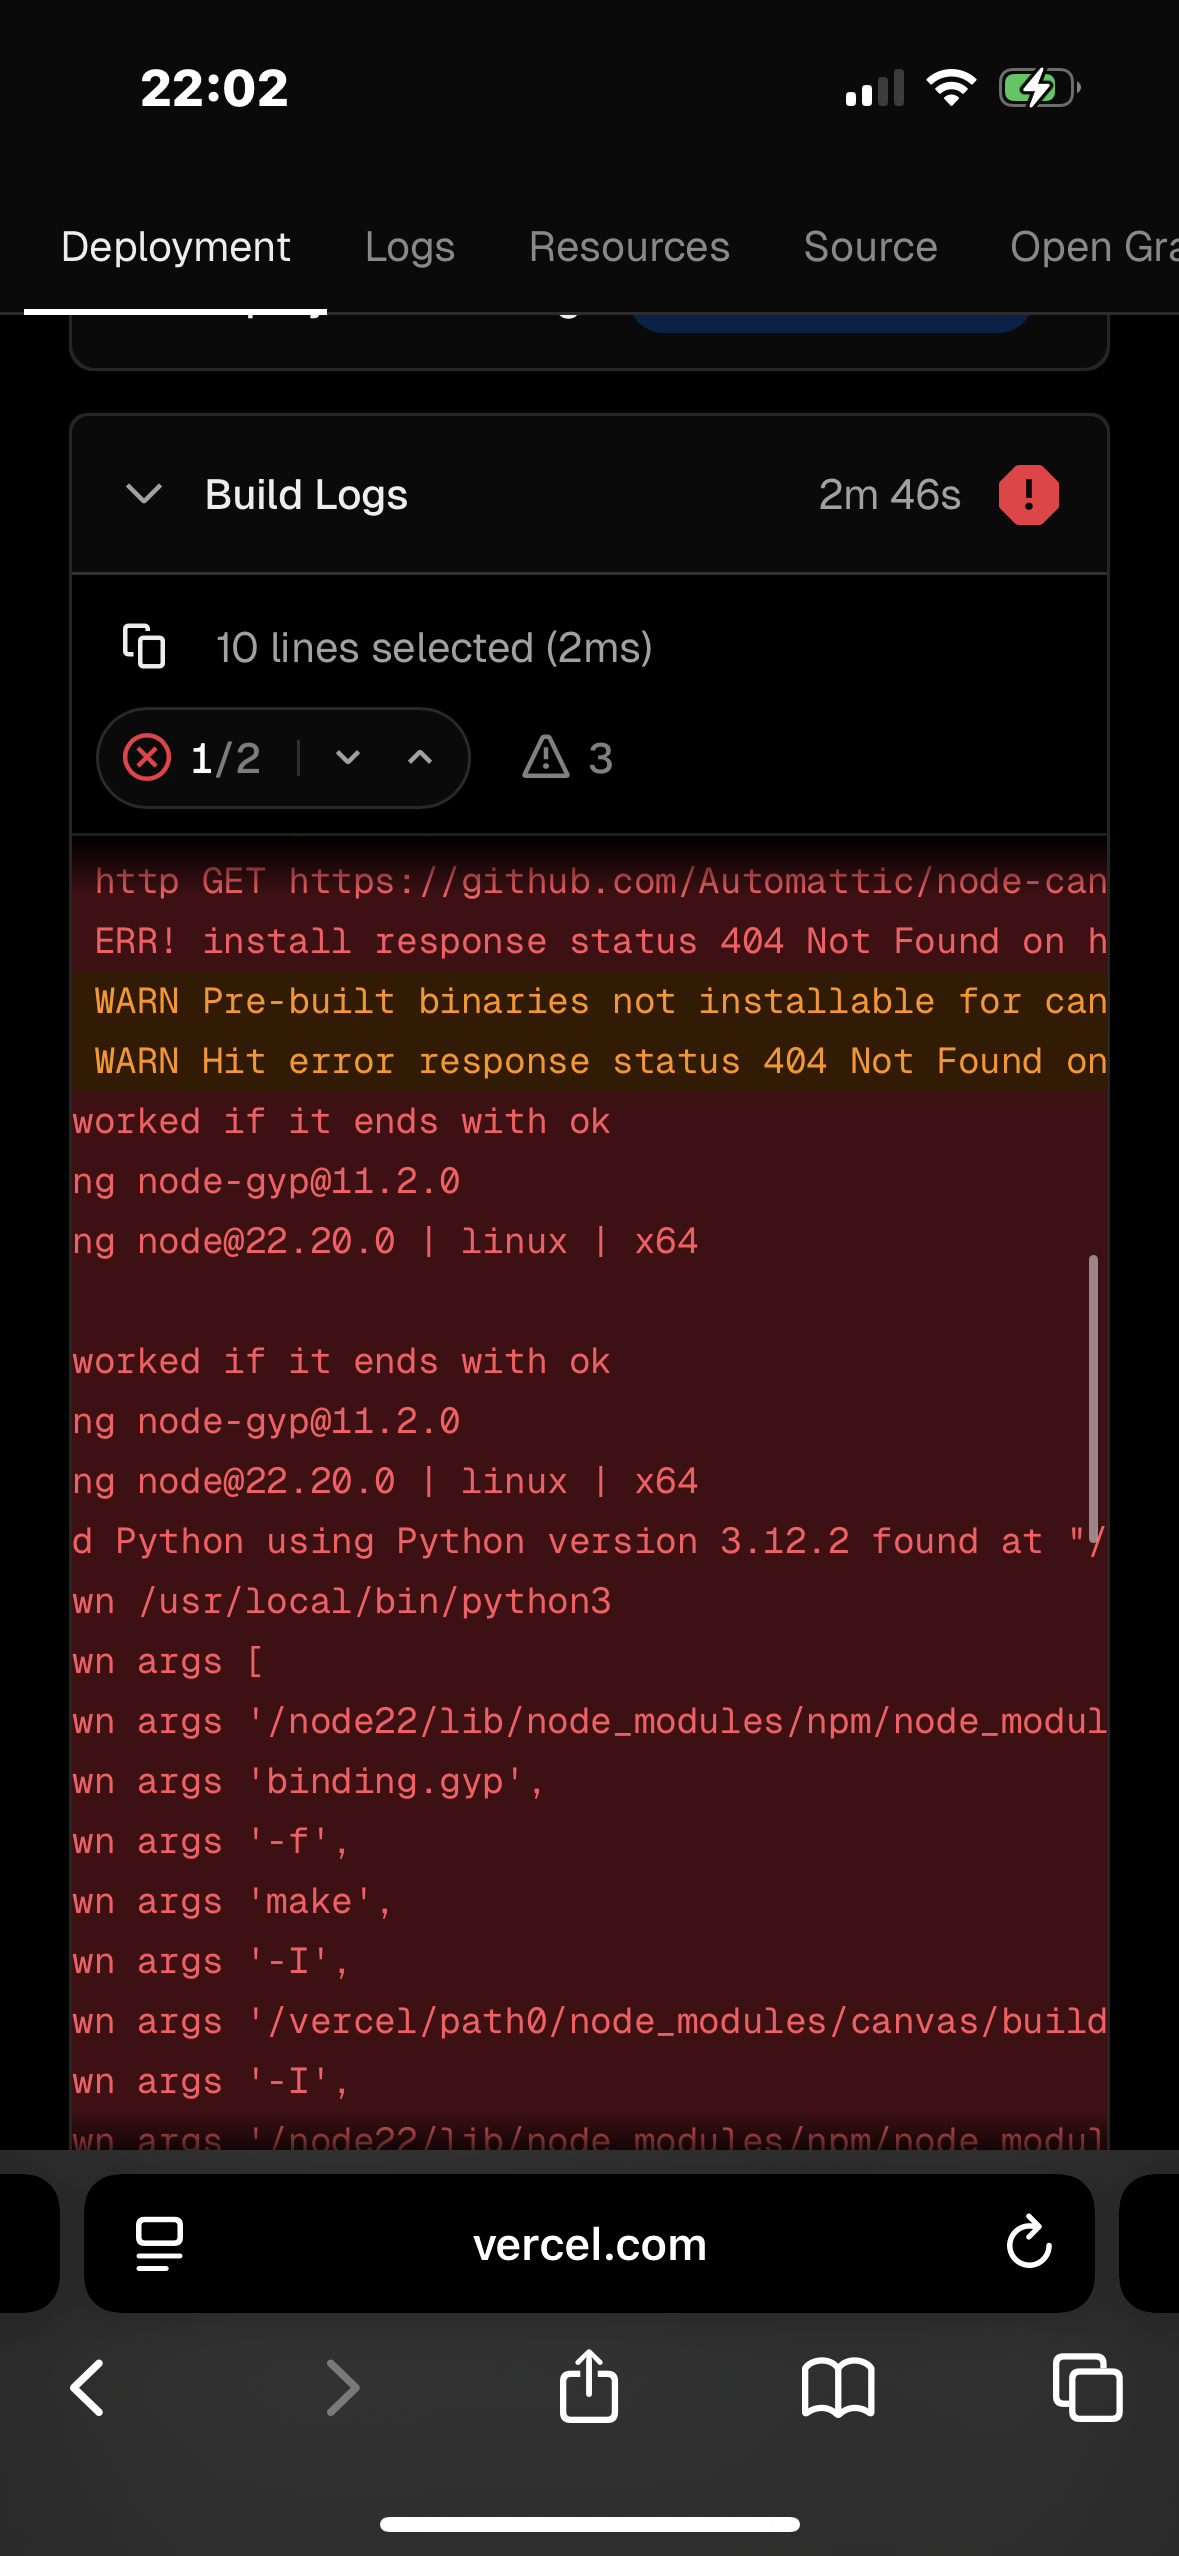 22:02
Deployment Logs Resources Source Open Gra
Build Logs 2m 46s
10 lines selected (2ms)
1/2 3
http GET https://github.com/Automattic/node-can
ERR! install response status 404 Not Found on h
WARN Pre-built binaries not installable for can
WARN Hit error response status 404 Not Found on
worked if it ends with ok
ng node-gyp@11.2.0
ng node@22.20.0 | linux | x64
worked if it ends with ok
ng node-gyp@11.2.0
ng node@22.20.0 | linux | x64
d Python using Python version 3.12.2 found at "/
wn /usr/local/bin/python3
wn args [
wn args '/node22/lib/node_modules/npm/node_modul
wn args 'binding.gyp',
wn args '-f',
wn args 'make',
wn args '-I',
wn args '/vercel/path0/node_modules/canvas/build
wn args '-I',
wn args '/node22/lib/node_modules/npm/node_modul
vercel.com